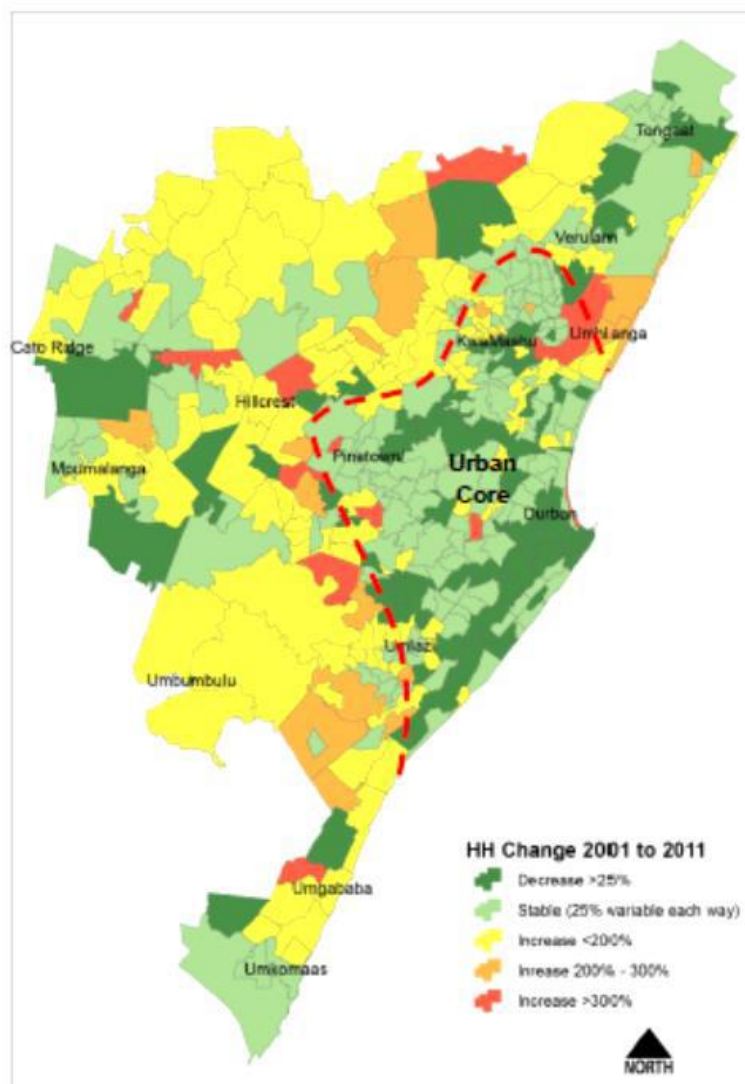 Tongaat
Verulam
KwaMashu
Umhlanga
Cato Ridge
Hillcrest
Pinetown
Urban
Core
Mpumalanga
Durban
Umlazi
Umbumbulu
HH Change 2001 to 2011
Decrease >25%
Stable (25% variable each way)
Increase <200%
Inrease 200% - 300%
Increase >300%
Umgababa
Umkomaas
NORTH